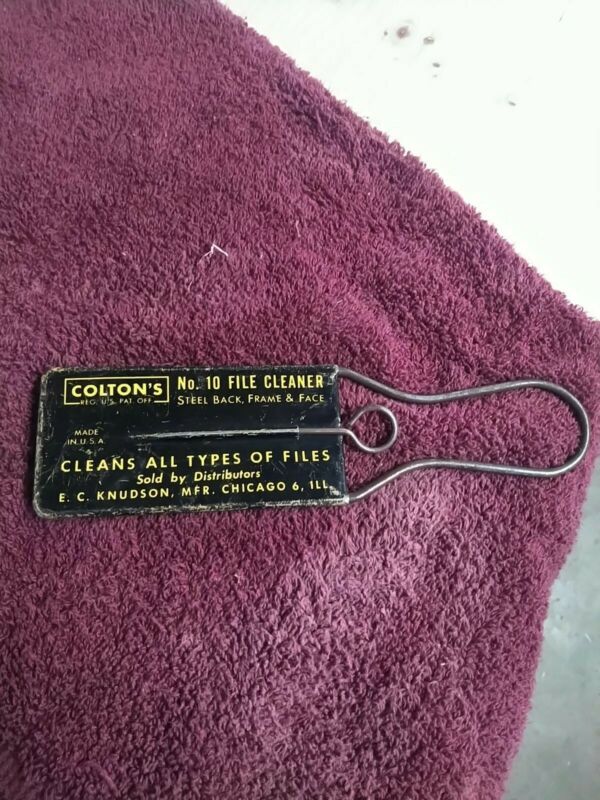 COLTON'S
REG. U.S. PAT. OFF.
No. 10 FILE CLEANER
STEEL BACK, FRAME & FACE
MADE
IN U.S.A.
CLEANS ALL TYPES OF FILES
Sold by Distributors
E. C. KNUDSON, MFR. CHICAGO 6, ILL.